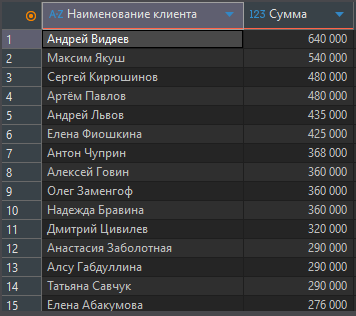 A-Z Наименование клиента 123 Сумма
1 Андрей Видяев 640 000
2 Максим Якуш 540 000
3 Сергей Кирюшинов 480 000
4 Артём Павлов 480 000
5 Андрей Львов 435 000
6 Елена Фиошкина 425 000
7 Антон Чуприн 368 000
8 Алексей Говин 360 000
9 Олег Заменгоф 360 000
10 Надежда Бравина 360 000
11 Дмитрий Цивилев 320 000
12 Анастасия Заболотная 290 000
13 Алсу Габдуллина 290 000
14 Татьяна Савчук 290 000
15 Елена Абакумова 276 000